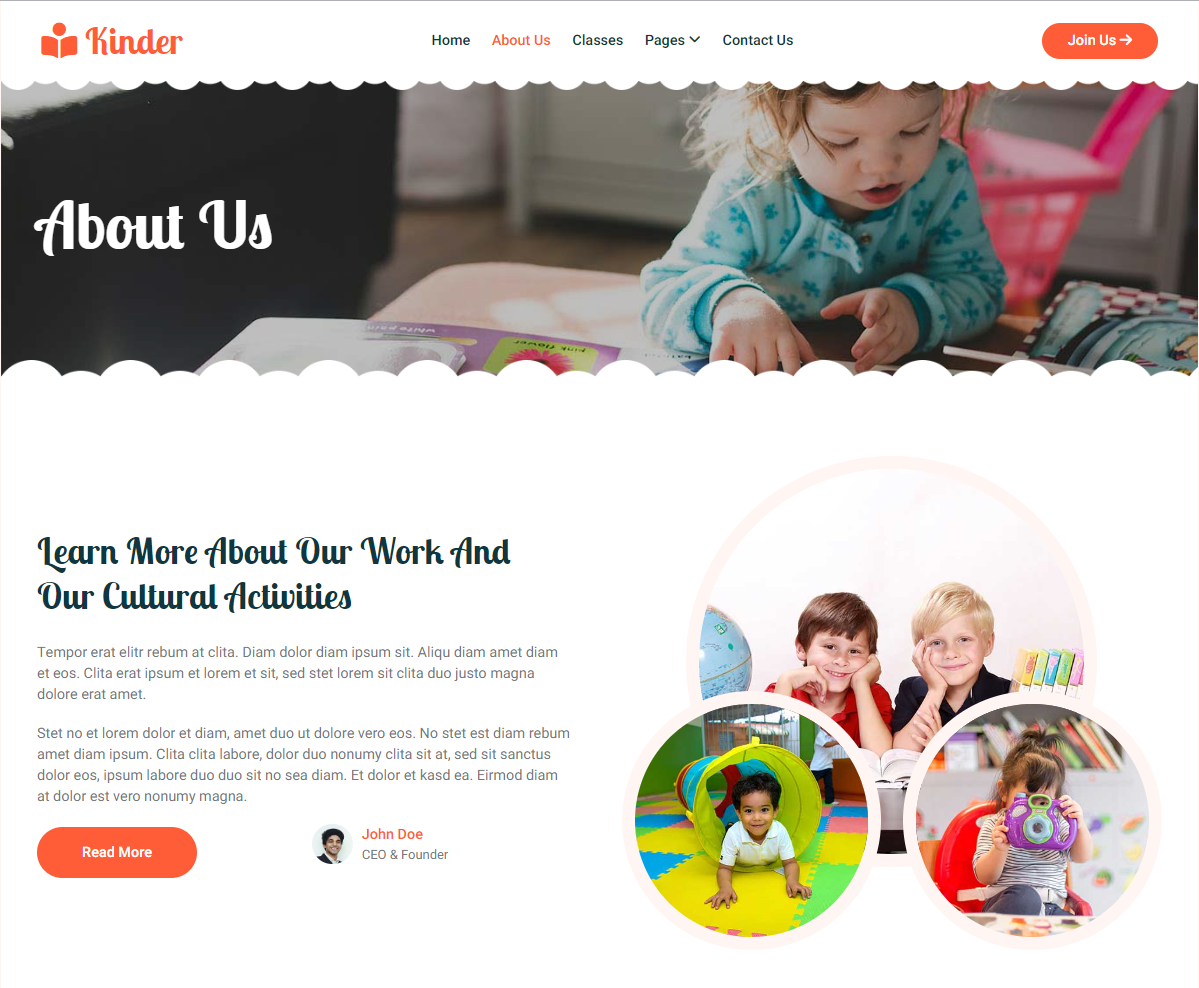 Kinder
Home
About Us
Classes
Pages
Contact Us
Join Us
About Us
white pain
pink flower
Learn More About Our Work And
Our Cultural Activities
Tempor erat elitr rebum at clita. Diam dolor diam ipsum sit. Aliqu diam amet diam
et eos. Clita erat ipsum et lorem et sit, sed stet lorem sit clita duo justo magna
dolore erat amet.
Stet no et lorem dolor et diam, amet duo ut dolore vero eos. No stet est diam rebum
amet diam ipsum. Clita clita labore, dolor duo nonumy clita sit at, sed sit sanctus
dolor eos, ipsum labore duo duo sit no sea diam. Et dolor et kasd ea. Eirmod diam
at dolor est vero nonumy magna.
Read More
John Doe
CEO & Founder